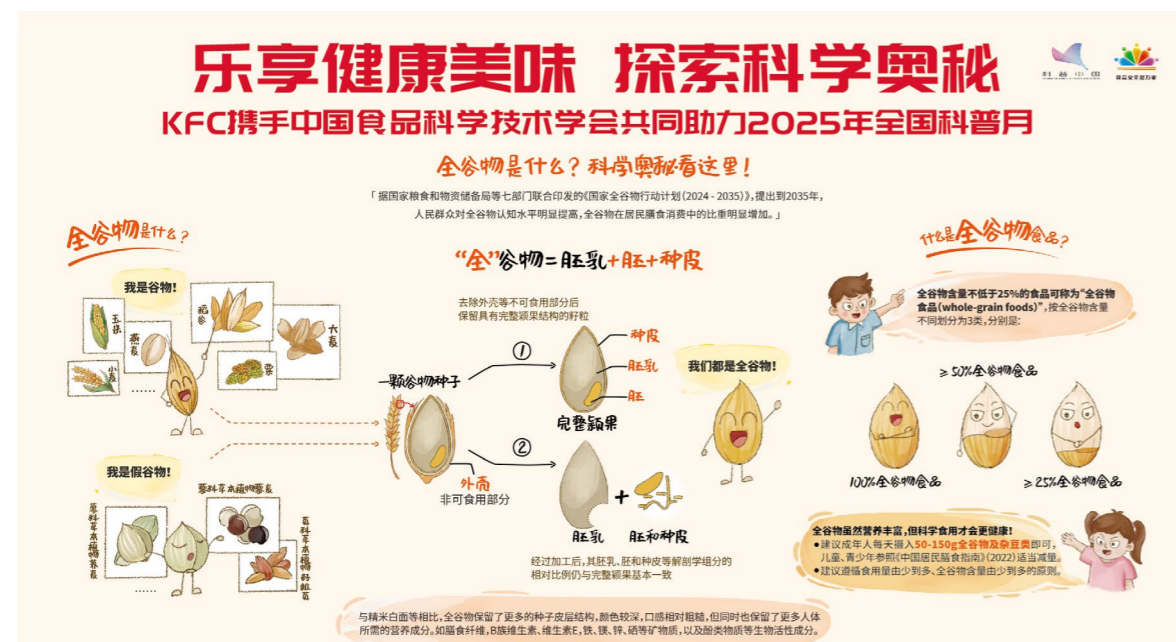 乐享健康美味 探索科学奥秘
科普中国
KFC携手中国食品科学技术学会共同助力2025年全国科普月
全谷物是什么?科学奥秘看这里!
「据国家粮食和物资储备局等七部门联合印发的《国家全谷物行动计划(2024 - 2035)》,提出到2035年,
人民群众对全谷物认知水平明显提高,全谷物在居民膳食消费中的比重明显增加。」
全谷物是什么?
我是谷物!
玉米
燕麦
稻谷
大麦
小麦
粟
......
我是假谷物!
蓼科草本植物藜麦
蓼科草本植物荞麦
......
“全”谷物=胚乳+胚+种皮
去除外壳等不可食用部分后
保留具有完整颖果结构的籽粒
一颗谷物种子
①
种皮
胚乳
胚
完整颖果
②
外壳
非可食用部分
+
胚乳
胚和种皮
经过加工后,其胚乳、胚和种皮等解剖学组分的
相对比例仍与完整颖果基本一致
我们都是全谷物!
什么是全谷物食品?
全谷物含量不低于25%的食品可称为“全谷物
食品(whole-grain foods)”,按全谷物含量
不同划分为3类,分别是:
≥50%全谷物食品
100%全谷物食品
≥25%全谷物食品
全谷物虽然营养丰富,但科学食用才会更健康!
●建议成年人每天摄入50-150g全谷物及杂豆类即可,
儿童、青少年参照《中国居民膳食指南》(2022)适当减量。
●建议遵循食用量由少到多、全谷物含量由少到多的原则。
与精米白面等相比,全谷物保留了更多的种子皮层结构,颜色较深,口感相对粗糙,但同时也保留了更多人体
所需的营养成分。如膳食纤维,B族维生素、维生素E,铁、镁、锌、硒等矿物质,以及酚类物质等生物活性成分。